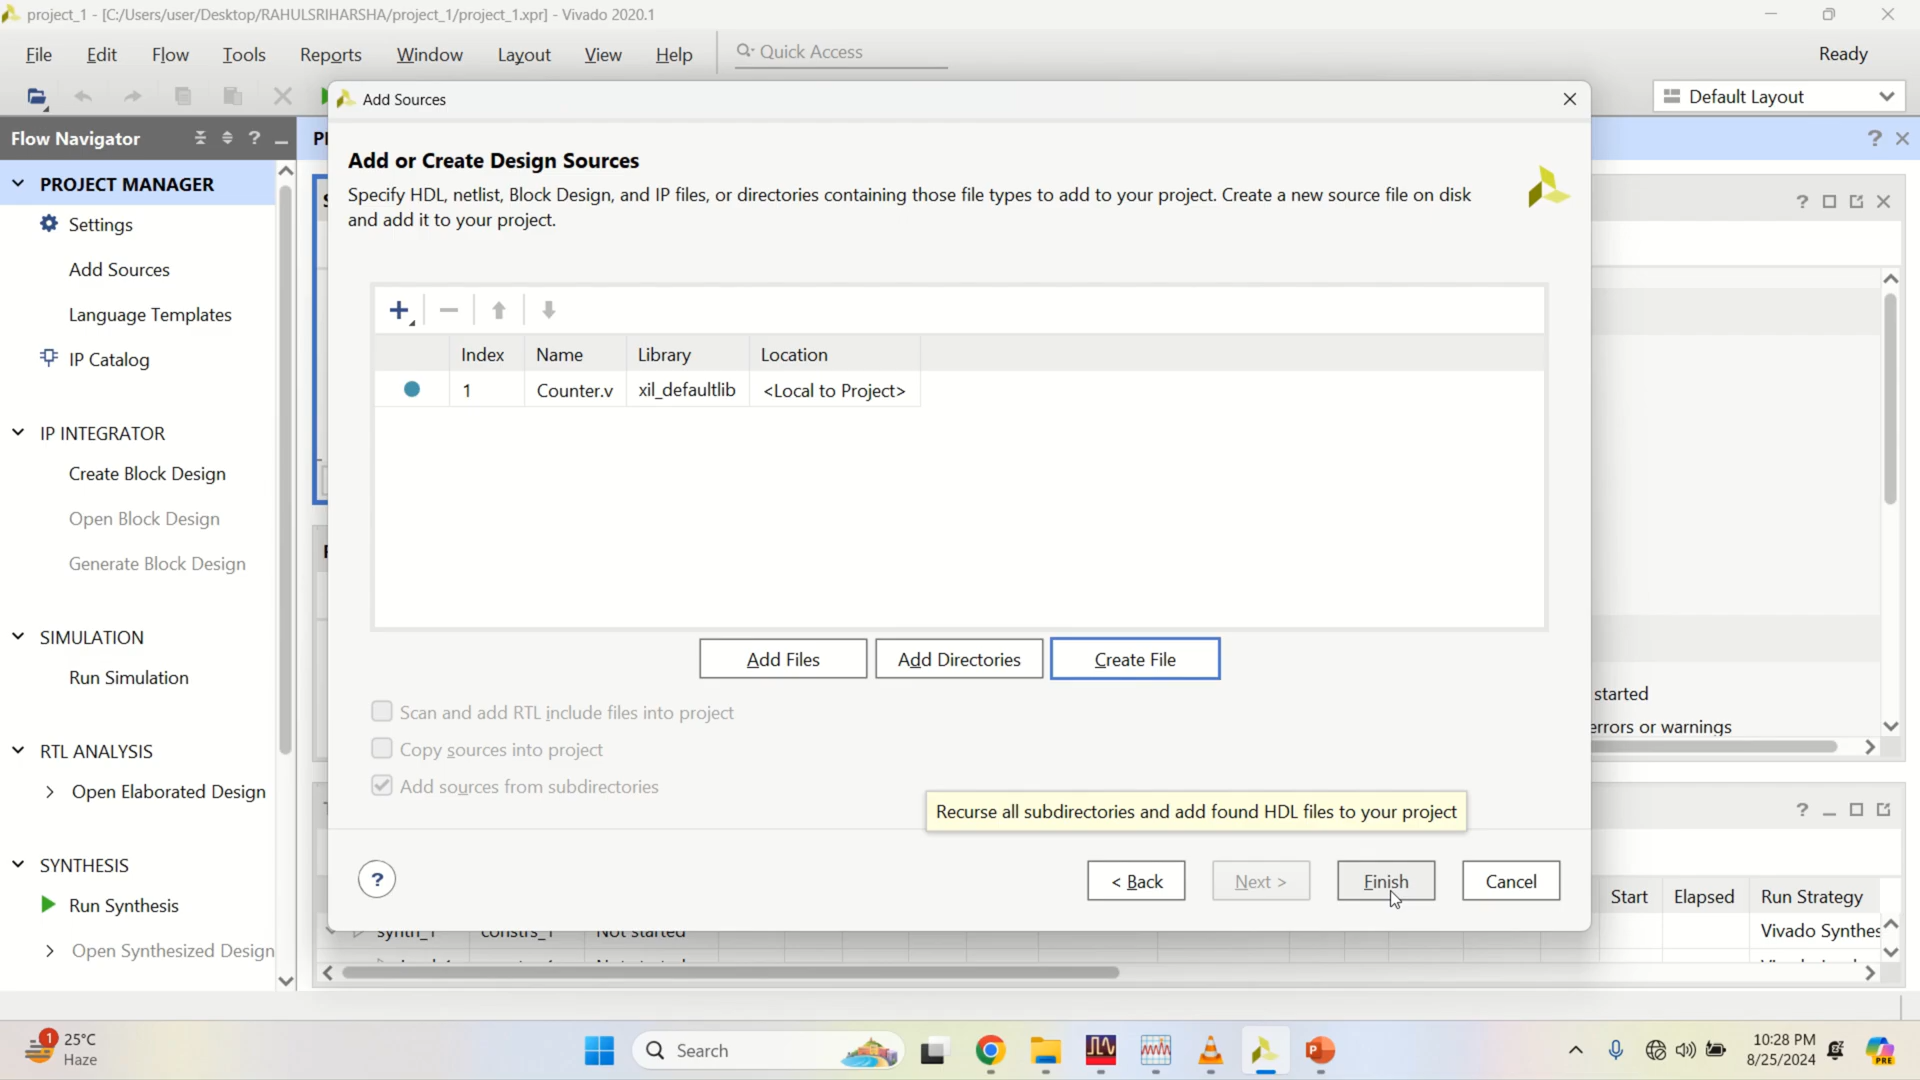 project_1 - [C:/Users/user/Desktop/RAHULSRIHARSHA/project_1/project_1.xpr] - Vivado 2020.1
File Edit Flow Tools Reports Window Layout View Help Quick Access Ready
Default Layout
Flow Navigator
PROJECT MANAGER
Settings
Add Sources
Language Templates
IP Catalog
IP INTEGRATOR
Create Block Design
Open Block Design
Generate Block Design
SIMULATION
Run Simulation
RTL ANALYSIS
Open Elaborated Design
SYNTHESIS
Run Synthesis
Open Synthesized Design
Add Sources
Add or Create Design Sources
Specify HDL, netlist, Block Design, and IP files, or directories containing those file types to add to your project. Create a new source file on disk
and add it to your project.
Index Name Library Location
1 Counter.v xil_defaultlib <Local to Project>
Add Files Add Directories Create File
Scan and add RTL include files into project
Copy sources into project
Add sources from subdirectories
Recurse all subdirectories and add found HDL files to your project
? < Back Next > Finish Cancel
started
errors or warnings
Start Elapsed Run Strategy
synth_1 constrs_1 Not started Vivado Synthes
25°C
Haze
1
Search
10:28 PM
8/25/2024
PRE